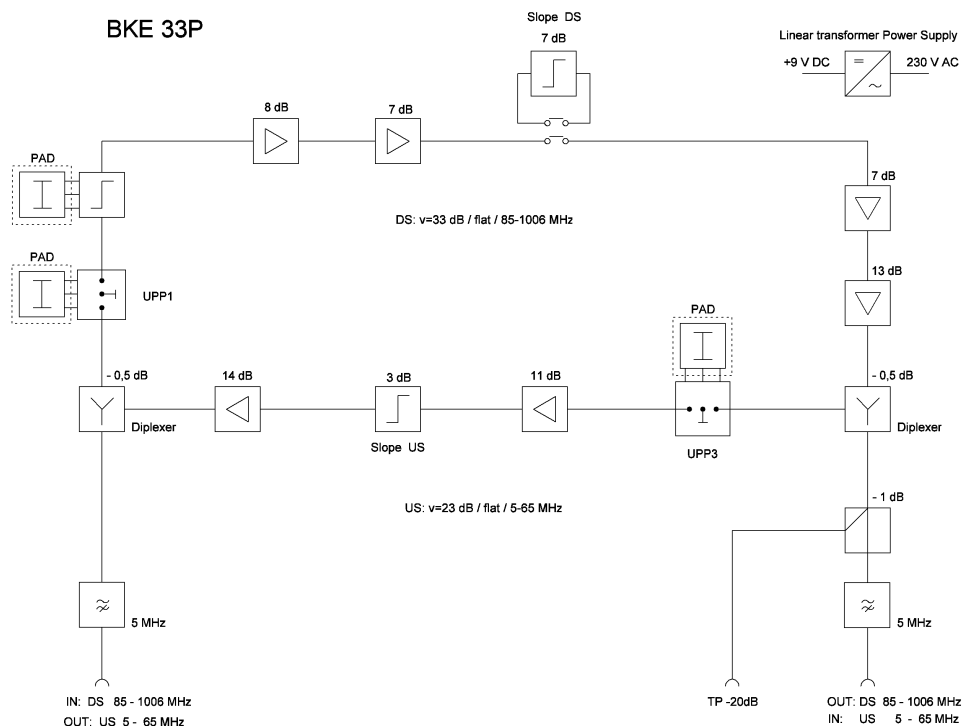 BKE 33P
Slope DS
7 dB
Linear transformer Power Supply
+9 V DC
230 V AC
8 dB
7 dB
PAD
7 dB
DS: v=33 dB / flat / 85-1006 MHz
PAD
UPP1
13 dB
PAD
- 0,5 dB
14 dB
3 dB
11 dB
- 0,5 dB
Diplexer
Slope US
UPP3
Diplexer
US: v=23 dB / flat / 5-65 MHz
- 1 dB
5 MHz
5 MHz
IN: DS 85 - 1006 MHz
OUT: US 5 - 65 MHz
TP -20dB
OUT: DS 85 - 1006 MHz
IN: US 5 - 65 MHz